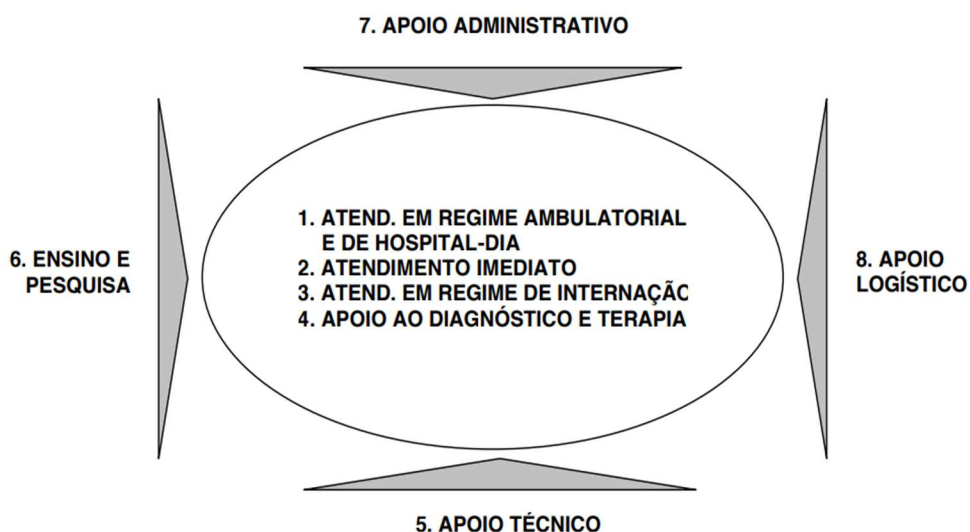 7. APOIO ADMINISTRATIVO
1. ATEND. EM REGIME AMBULATORIAL
E DE HOSPITAL-DIA
2. ATENDIMENTO IMEDIATO
3. ATEND. EM REGIME DE INTERNAÇÃO
4. APOIO AO DIAGNÓSTICO E TERAPIA
6. ENSINO E
PESQUISA
8. APOIO
LOGÍSTICO
5. APOIO TÉCNICO